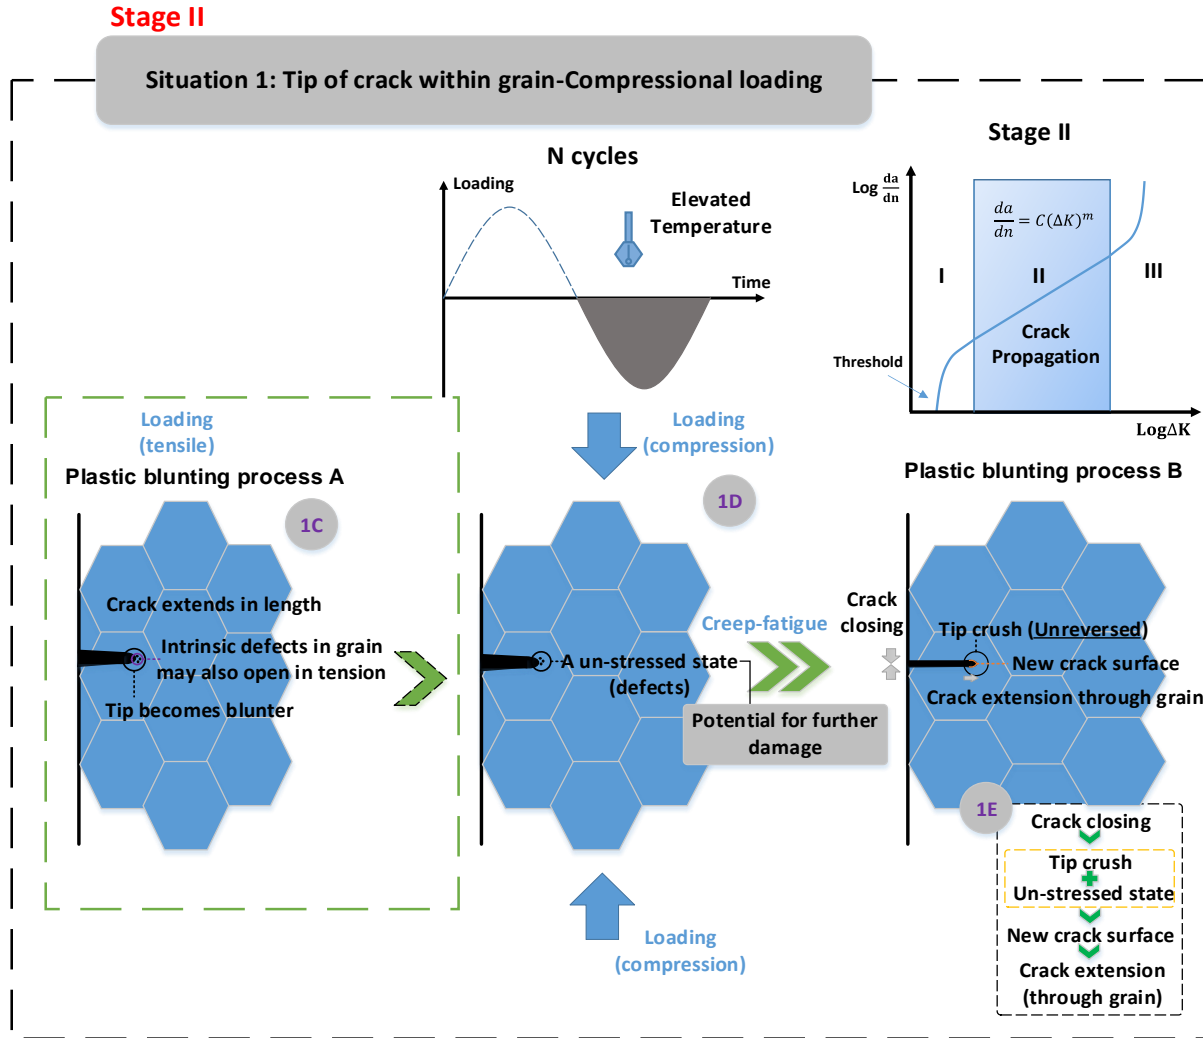 Stage II
Situation 1: Tip of crack within grain-Compressional loading
N cycles
Loading
Elevated
Temperature
Time
Stage II
Log da/dn
da/dn = C(ΔK)^m
I
II
III
Crack
Propagation
Threshold
LogΔK
Loading
(tensile)
Plastic blunting process A
1C
Crack extends in length
Intrinsic defects in grain
may also open in tension
Tip becomes blunter
Loading
(compression)
1D
A un-stressed state
(defects)
Creep-fatigue
Potential for further
damage
Loading
(compression)
Plastic blunting process B
Crack
closing
Tip crush (Unreversed)
New crack surface
Crack extension through grain
1E
Crack closing
Tip crush
Un-stressed state
New crack surface
Crack extension
(through grain)